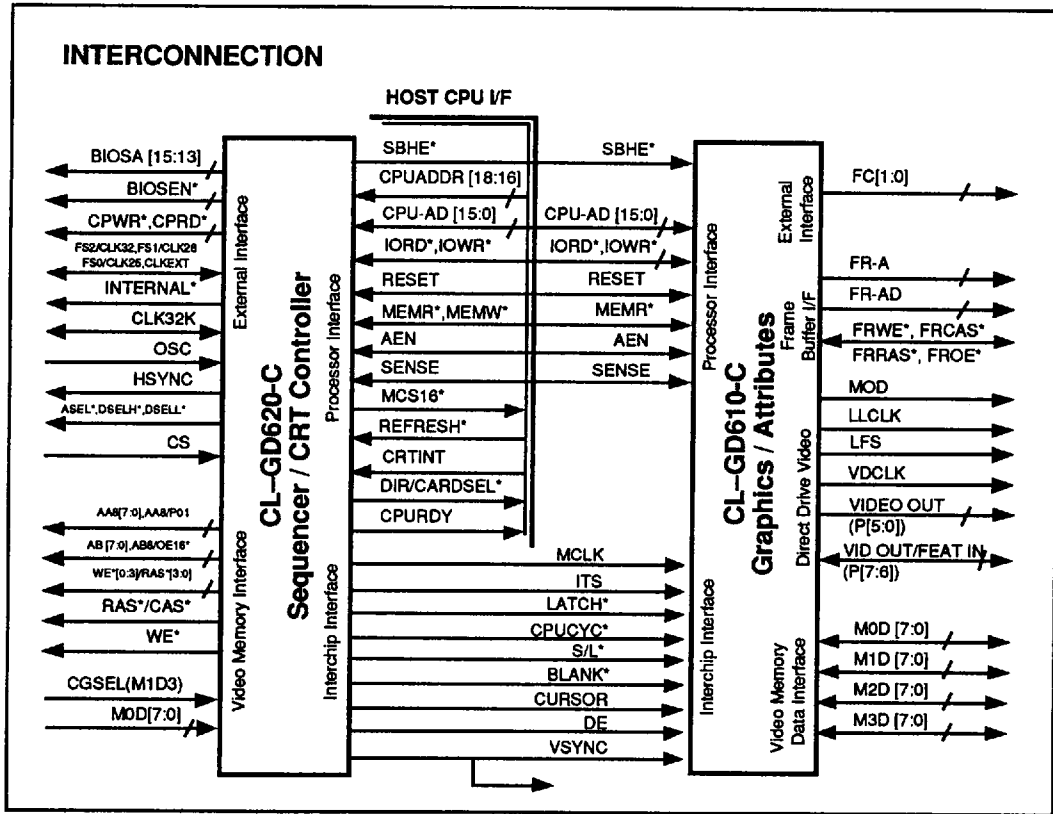 INTERCONNECTION
HOST CPU I/F
BIOSA [15:13]
BIOSEN*
CPWR*,CPRD*
FS2/CLK32,FS1/CLK28
FS0/CLK25, CLKEXT
INTERNAL*
CLK32K
OSC
HSYNC
ASEL*,DSELH*,DSELL*
CS
AA8[7:0],AA8/P01
AB [7:0],AB8/OE16*
WE*[0:3]/RAS*[3:0]
RAS*/CAS*
WE*
CGSEL(M1D3)
M0D[7:0]
External Interface
Video Memory Interface
CL–GD620-C
Sequencer / CRT Controller
Processor Interface
Interchip Interface
SBHE*
SBHE*
CPUADDR [18:16]
CPU-AD [15:0]
CPU-AD [15:0]
IORD*,IOWR*
IORD*,IOWR*
RESET
RESET
MEMR*,MEMW*
MEMR*
AEN
AEN
SENSE
SENSE
MCS16*
REFRESH*
CRTINT
DIR/CARDSEL*
CPURDY
MCLK
ITS
LATCH*
CPUCYC*
S/L*
BLANK*
CURSOR
DE
VSYNC
Processor Interface
Interchip Interface
CL–GD610-C
Graphics / Attributes
External
Interface
Frame
Buffer I/F
Direct Drive Video
Video Memory
Data Interface
FC[1:0]
FR-A
FR-AD
FRWE*, FRCAS*
FRRAS*, FROE*
MOD
LLCLK
LFS
VDCLK
VIDEO OUT
(P[5:0])
VID OUT/FEAT IN
(P[7:6])
M0D [7:0]
M1D [7:0]
M2D [7:0]
M3D [7:0]